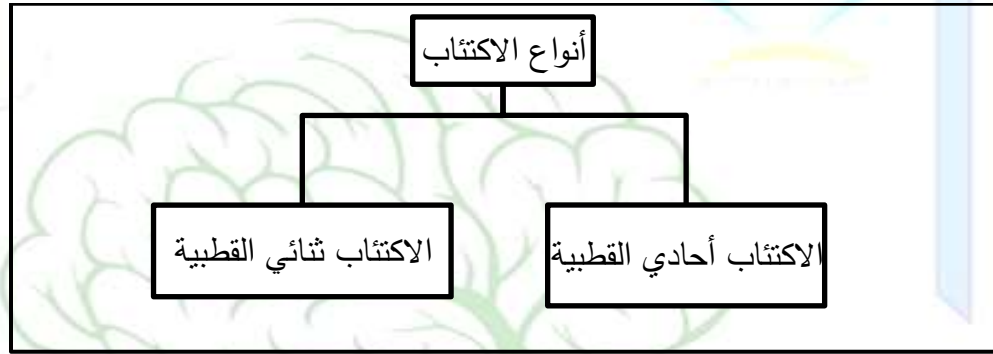 أنواع الاكتئاب
الاكتئاب أحادي القطبية
الاكتئاب ثنائي القطبية